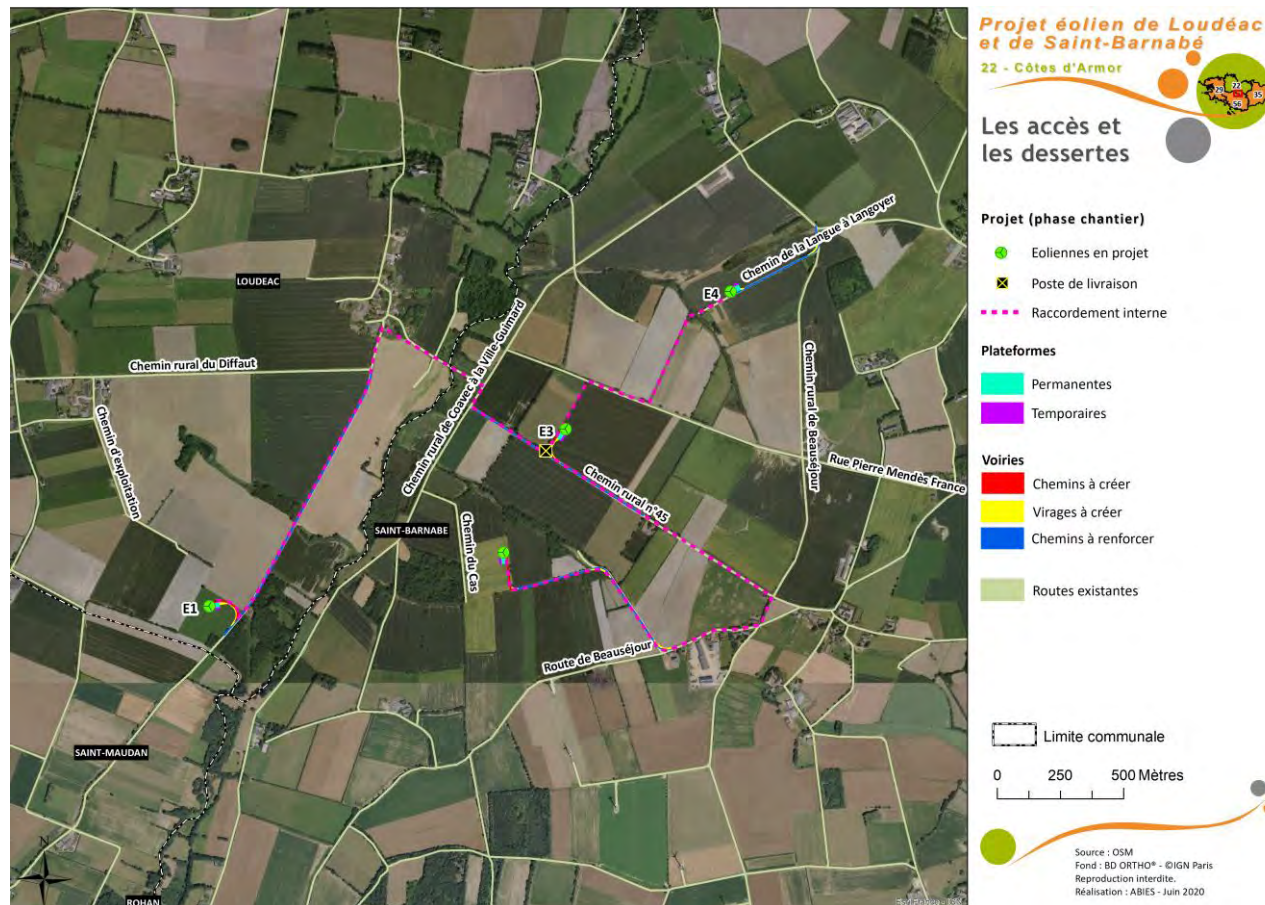 Projet éolien de Loudéac
et de Saint-Barnabé
22 - Côtes d'Armor
29
22
35
56
Les accès et
les dessertes
Projet (phase chantier)
Eoliennes en projet
Poste de livraison
Raccordement interne
Plateformes
Permanentes
Temporaires
Voiries
Chemins à créer
Virages à créer
Chemins à renforcer
Routes existantes
Limite communale
0 250 500 Mètres
Source : OSM
Fond : BD ORTHO® - ©IGN Paris
Reproduction interdite.
Réalisation : ABIES - Juin 2020
LOUDEAC
Chemin de la Langue à Langoyer
E4
Chemin rural du Diffaut
Chemin rural de Coavec à la Ville-Guimard
Chemin rural de Beauséjour
Chemin d'exploitation
E3
Rue Pierre Mendès France
Chemin rural n°45
SAINT-BARNABE
Chemin du Cas
E1
Route de Beauséjour
SAINT-MAUDAN
N
ROHAN